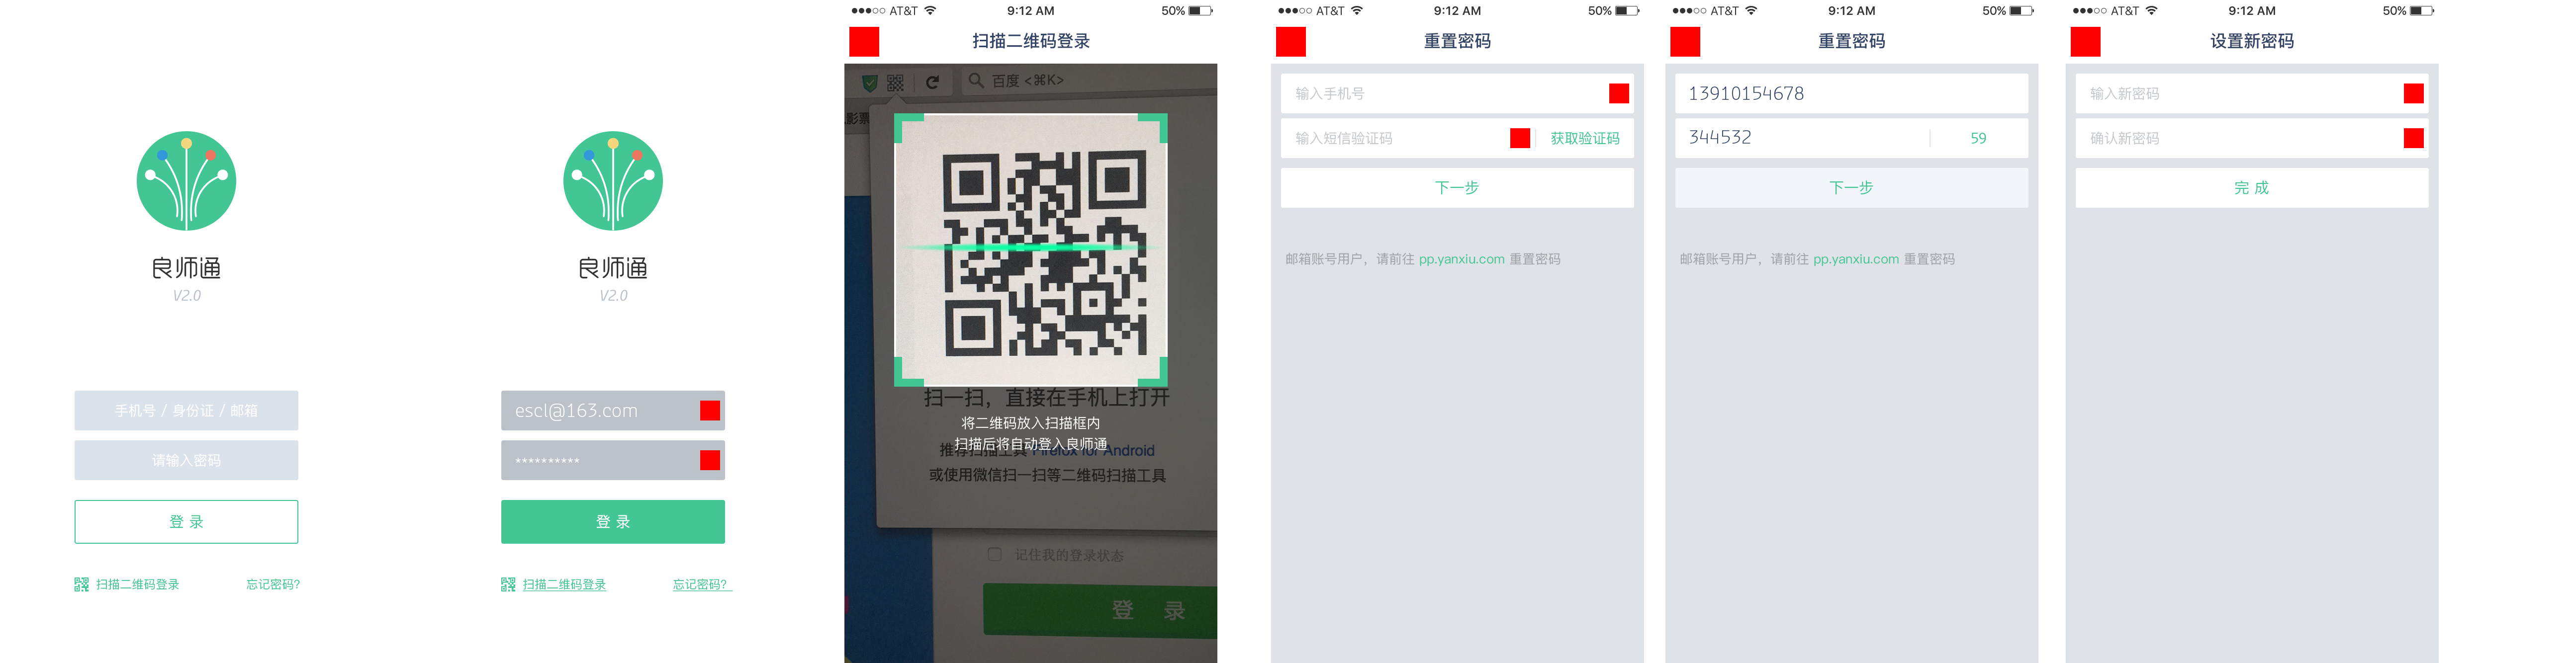 良师通
V2.0
手机号 / 身份证 / 邮箱
请输入密码
登 录
扫描二维码登录
忘记密码?
良师通
V2.0
escl@163.com
**********
登 录
扫描二维码登录
忘记密码?
AT&T 9:12 AM 50%
扫描二维码登录
百度 <⌘K>
影票
扫一扫，直接在手机上打开
将二维码放入扫描框内
扫描后将自动登入良师通
推荐扫描工具 Firefox for Android
或使用微信扫一扫等二维码扫描工具
记住我的登录状态
登 录
AT&T 9:12 AM 50%
重置密码
输入手机号
输入短信验证码 获取验证码
下一步
邮箱账号用户，请前往 pp.yanxiu.com 重置密码
AT&T 9:12 AM 50%
重置密码
13910154678
344532 59
下一步
邮箱账号用户，请前往 pp.yanxiu.com 重置密码
AT&T 9:12 AM 50%
设置新密码
输入新密码
确认新密码
完 成